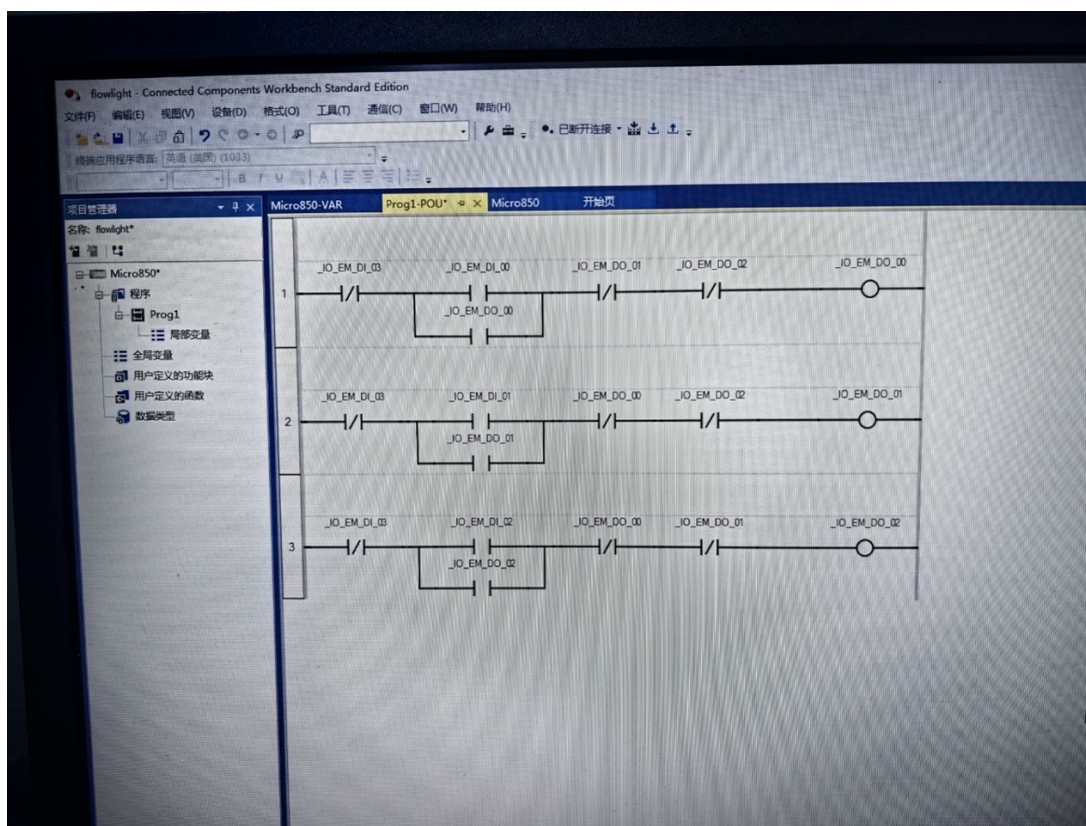 flowlight - Connected Components Workbench Standard Edition
文件(F) 编辑(E) 视图(V) 设备(D) 格式(O) 工具(T) 通信(C) 窗口(W) 帮助(H)
已断开连接
终端应用程序语言: 英语 (美国) (1033)
B I U A
项目管理器
Micro850-VAR Prog1-POU* Micro850 开始页
名称: flowlight*
Micro850*
程序
Prog1
局部变量
全局变量
用户定义的功能块
用户定义的函数
数据类型
_IO_EM_DI_03 _IO_EM_DI_00 _IO_EM_DO_01 _IO_EM_DO_02 _IO_EM_DO_00
1
_IO_EM_DO_00
_IO_EM_DI_03 _IO_EM_DI_01 _IO_EM_DO_00 _IO_EM_DO_02 _IO_EM_DO_01
2
_IO_EM_DO_01
_IO_EM_DI_03 _IO_EM_DI_02 _IO_EM_DO_00 _IO_EM_DO_01 _IO_EM_DO_02
3
_IO_EM_DO_02